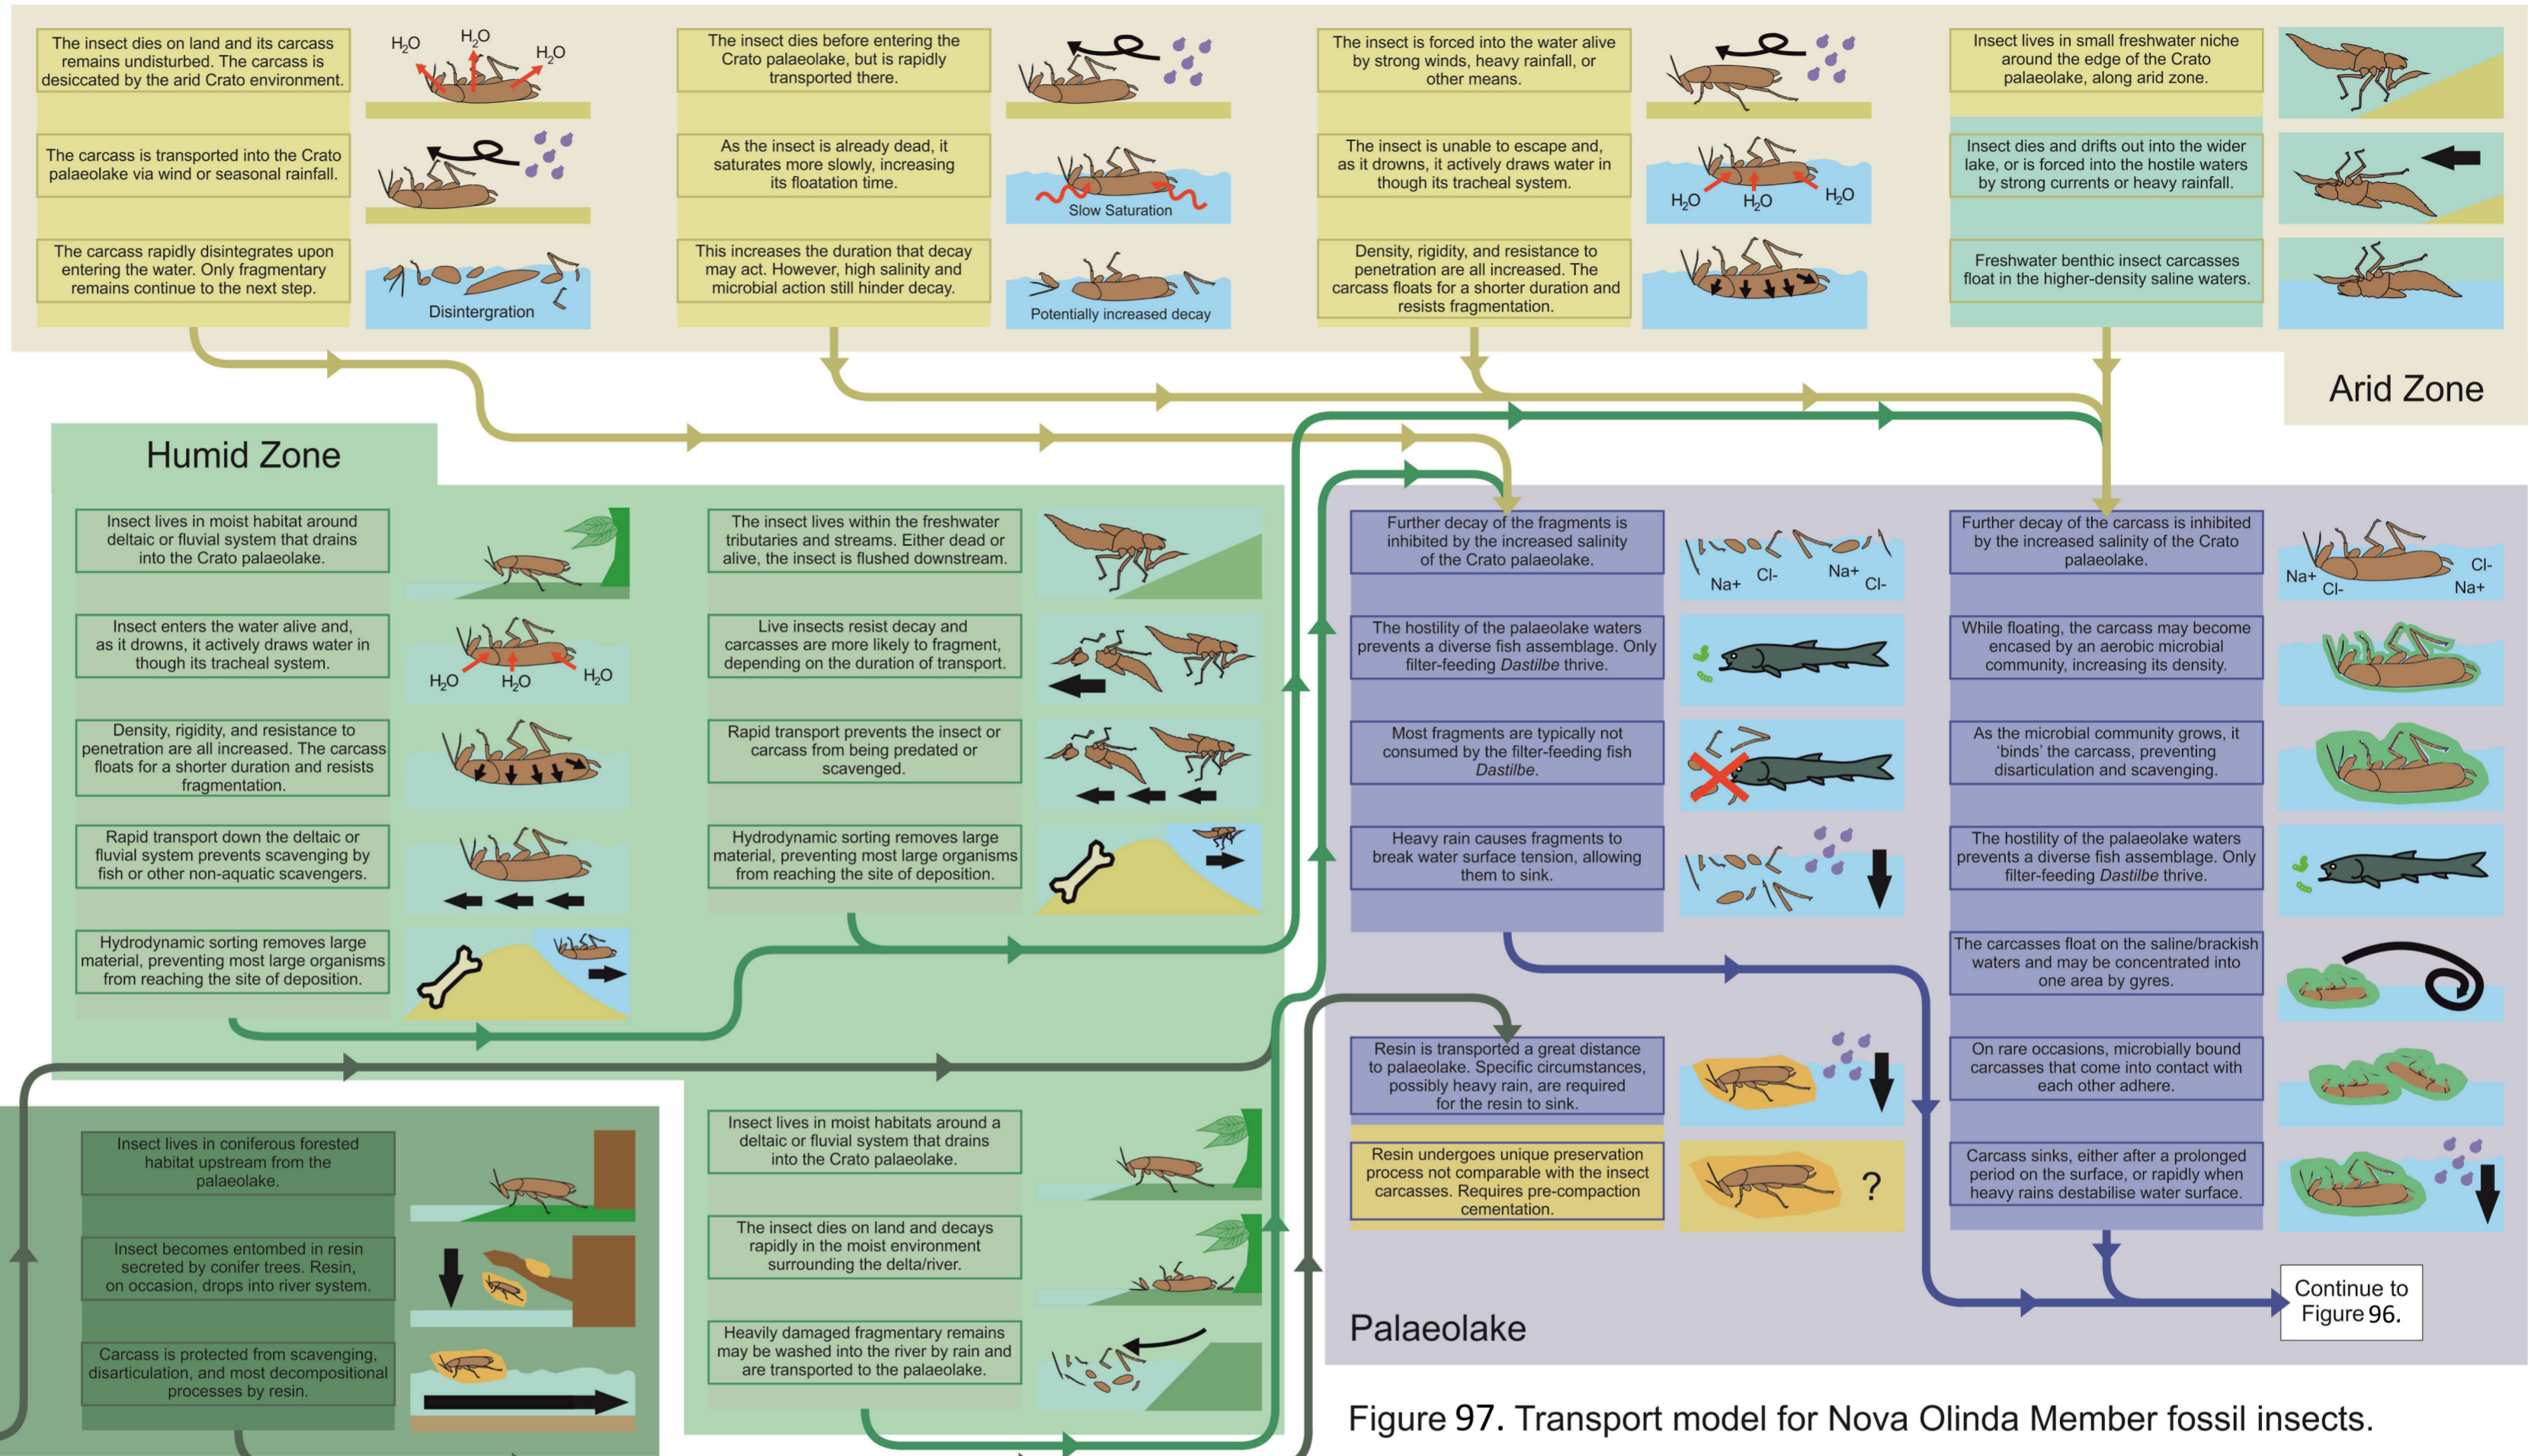 The insect dies on land and its carcass
remains undisturbed. The carcass is
desiccated by the arid Crato environment.
H₂O
H₂O
H₂O
The carcass is transported into the Crato
palaeolake via wind or seasonal rainfall.
The carcass rapidly disintegrates upon
entering the water. Only fragmentary
remains continue to the next step.
Disintergration
The insect dies before entering the
Crato palaeolake, but is rapidly
transported there.
As the insect is already dead, it
saturates more slowly, increasing
its floatation time.
Slow Saturation
This increases the duration that decay
may act. However, high salinity and
microbial action still hinder decay.
Potentially increased decay
The insect is forced into the water alive
by strong winds, heavy rainfall, or
other means.
The insect is unable to escape and,
as it drowns, it actively draws water in
though its tracheal system.
H₂O
H₂O
H₂O
Density, rigidity, and resistance to
penetration are all increased. The
carcass floats for a shorter duration and
resists fragmentation.
Insect lives in small freshwater niche
around the edge of the Crato
palaeolake, along arid zone.
Insect dies and drifts out into the wider
lake, or is forced into the hostile waters
by strong currents or heavy rainfall.
Freshwater benthic insect carcasses
float in the higher-density saline waters.
Arid Zone
Humid Zone
Insect lives in moist habitat around
deltaic or fluvial system that drains
into the Crato palaeolake.
Insect enters the water alive and,
as it drowns, it actively draws water in
though its tracheal system.
H₂O
H₂O
H₂O
Density, rigidity, and resistance to
penetration are all increased. The carcass
floats for a shorter duration and resists
fragmentation.
Rapid transport down the deltaic or
fluvial system prevents scavenging by
fish or other non-aquatic scavengers.
Hydrodynamic sorting removes large
material, preventing most large organisms
from reaching the site of deposition.
The insect lives within the freshwater
tributaries and streams. Either dead or
alive, the insect is flushed downstream.
Live insects resist decay and
carcasses are more likely to fragment,
depending on the duration of transport.
Rapid transport prevents the insect or
carcass from being predated or
scavenged.
Hydrodynamic sorting removes large
material, preventing most large organisms
from reaching the site of deposition.
Insect lives in coniferous forested
habitat upstream from the
palaeolake.
Insect becomes entombed in resin
secreted by conifer trees. Resin,
on occasion, drops into river system.
Carcass is protected from scavenging,
disarticulation, and most decompositional
processes by resin.
Insect lives in moist habitats around a
deltaic or fluvial system that drains
into the Crato palaeolake.
The insect dies on land and decays
rapidly in the moist environment
surrounding the delta/river.
Heavily damaged fragmentary remains
may be washed into the river by rain and
are transported to the palaeolake.
Further decay of the fragments is
inhibited by the increased salinity
of the Crato palaeolake.
Na+
Cl-
Na+
Cl-
The hostility of the palaeolake waters
prevents a diverse fish assemblage. Only
filter-feeding Dastilbe thrive.
Most fragments are typically not
consumed by the filter-feeding fish
Dastilbe.
Heavy rain causes fragments to
break water surface tension, allowing
them to sink.
Resin is transported a great distance
to palaeolake. Specific circumstances,
possibly heavy rain, are required
for the resin to sink.
Resin undergoes unique preservation
process not comparable with the insect
carcasses. Requires pre-compaction
cementation.
?
Further decay of the carcass is inhibited
by the increased salinity of the Crato
palaeolake.
Na+
Cl-
Cl-
Na+
While floating, the carcass may become
encased by an aerobic microbial
community, increasing its density.
As the microbial community grows, it
‘binds’ the carcass, preventing
disarticulation and scavenging.
The hostility of the palaeolake waters
prevents a diverse fish assemblage. Only
filter-feeding Dastilbe thrive.
The carcasses float on the saline/brackish
waters and may be concentrated into
one area by gyres.
On rare occasions, microbially bound
carcasses that come into contact with
each other adhere.
Carcass sinks, either after a prolonged
period on the surface, or rapidly when
heavy rains destabilise water surface.
Continue to
Figure 96.
Palaeolake
Figure 97. Transport model for Nova Olinda Member fossil insects.